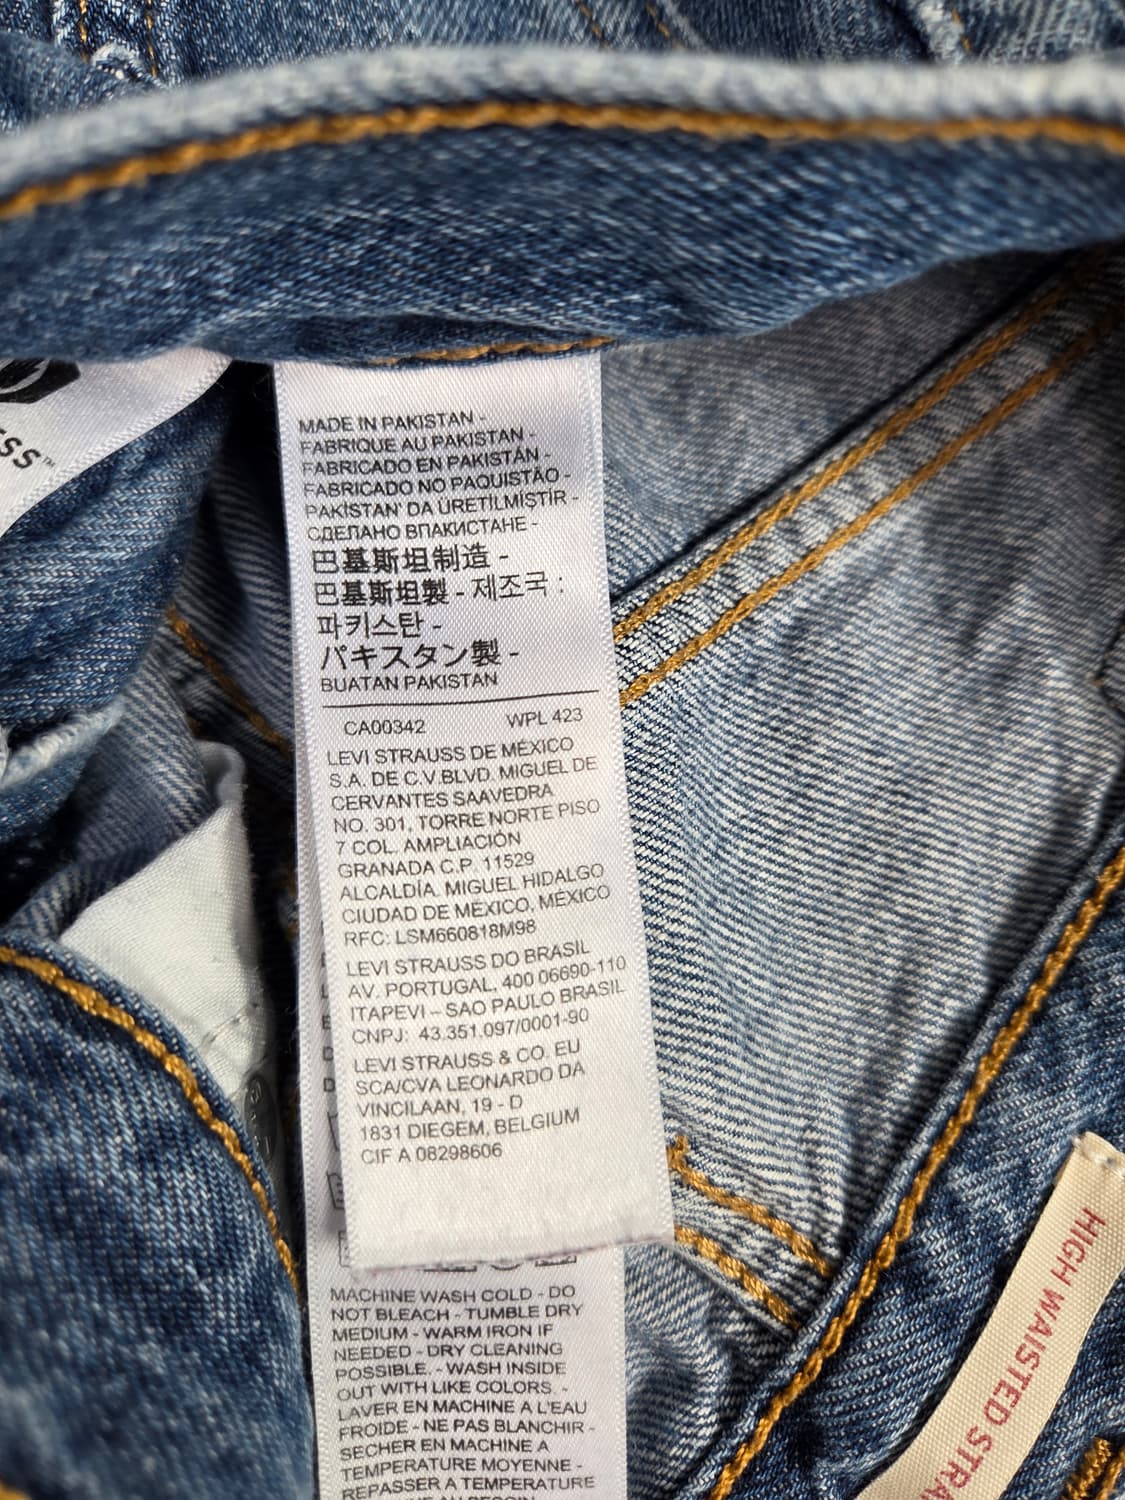 SS™
MADE IN PAKISTAN -
FABRIQUE AU PAKISTAN -
FABRICADO EN PAKISTÁN -
FABRICADO NO PAQUISTÃO -
PAKİSTAN' DA ÜRETİLMİŞTİR -
СДЕЛАНО ВПАКИСТАНЕ -
巴基斯坦制造 -
巴基斯坦製 - 제조국 :
파키스탄 -
パキスタン製 -
BUATAN PAKISTAN
CA00342 WPL 423
LEVI STRAUSS DE MÉXICO
S.A. DE C.V.BLVD. MIGUEL DE
CERVANTES SAAVEDRA
NO. 301, TORRE NORTE PISO
7 COL. AMPLIACIÓN
GRANADA C.P. 11529
ALCALDÍA. MIGUEL HIDALGO
CIUDAD DE MÉXICO, MÉXICO
RFC: LSM660818M98
LEVI STRAUSS DO BRASIL
AV. PORTUGAL, 400 06690-110
ITAPEVI – SAO PAULO BRASIL
CNPJ: 43.351.097/0001-90
LEVI STRAUSS & CO. EU
SCA/CVA LEONARDO DA
VINCILAAN, 19 - D
1831 DIEGEM, BELGIUM
CIF A 08298606
MACHINE WASH COLD - DO
NOT BLEACH - TUMBLE DRY
MEDIUM - WARM IRON IF
NEEDED - DRY CLEANING
POSSIBLE. - WASH INSIDE
OUT WITH LIKE COLORS. -
LAVER EN MACHINE A L'EAU
FROIDE - NE PAS BLANCHIR -
SECHER EN MACHINE A
TEMPERATURE MOYENNE -
REPASSER A TEMPERATURE
HIGH WAISTED STRA